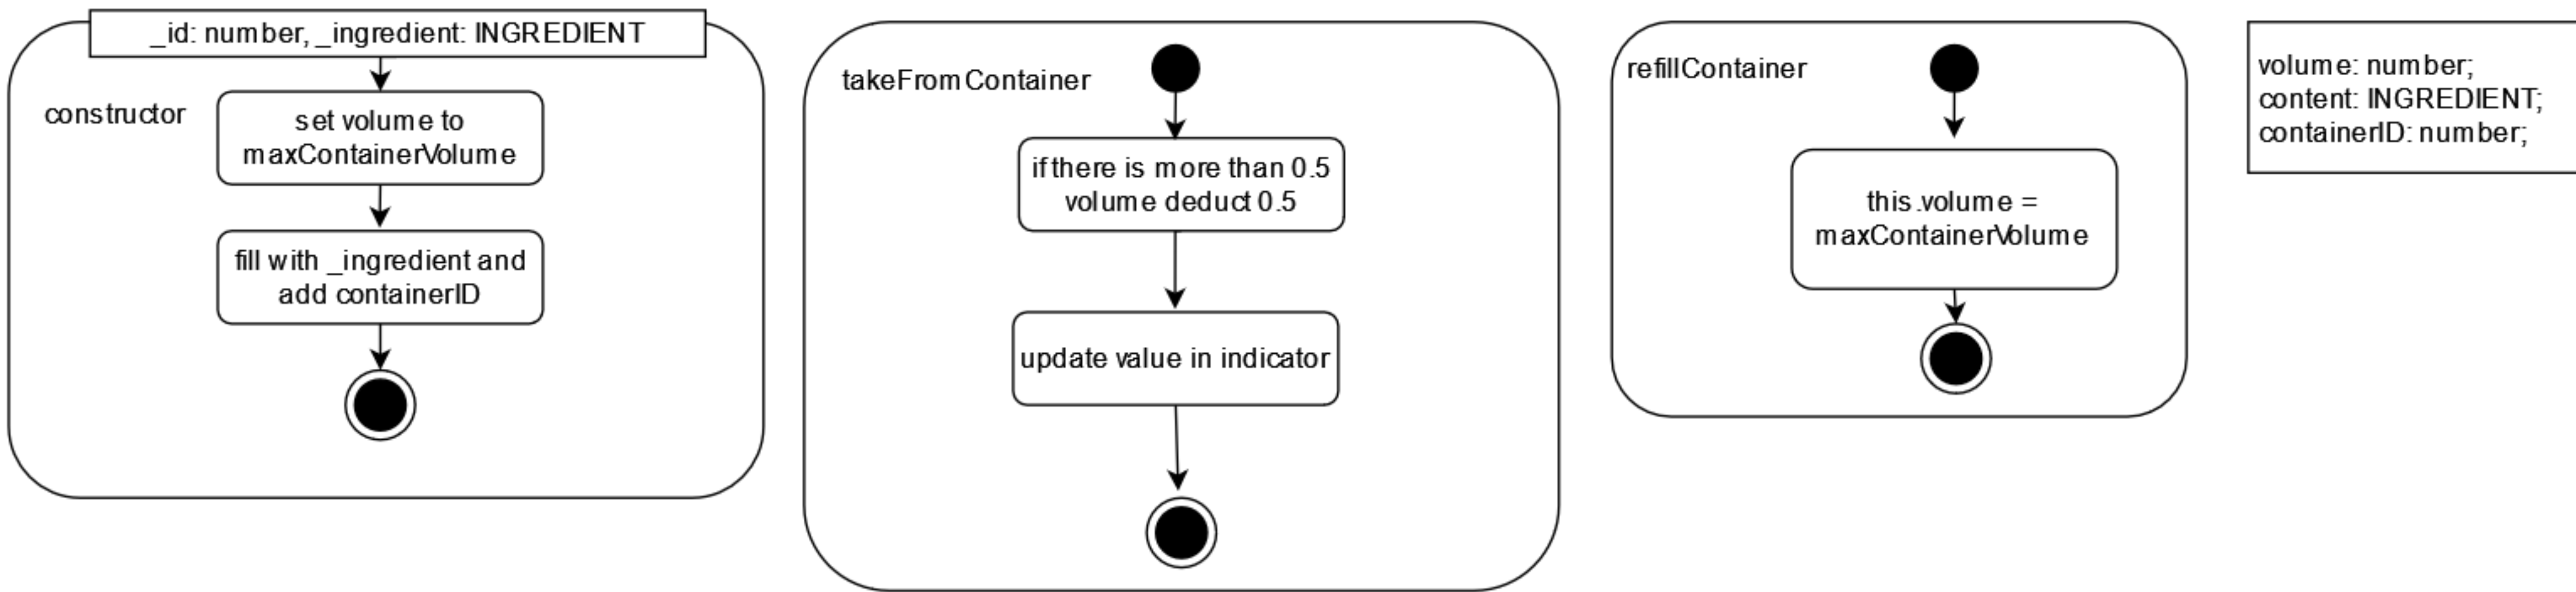 _id: number, _ingredient: INGREDIENT
constructor
set volume to
maxContainerVolume
fill with _ingredient and
add containerID
takeFromContainer
if there is more than 0.5
volume deduct 0.5
update value in indicator
refillContainer
this.volume =
maxContainerVolume
volume: number;
content: INGREDIENT;
containerID: number;